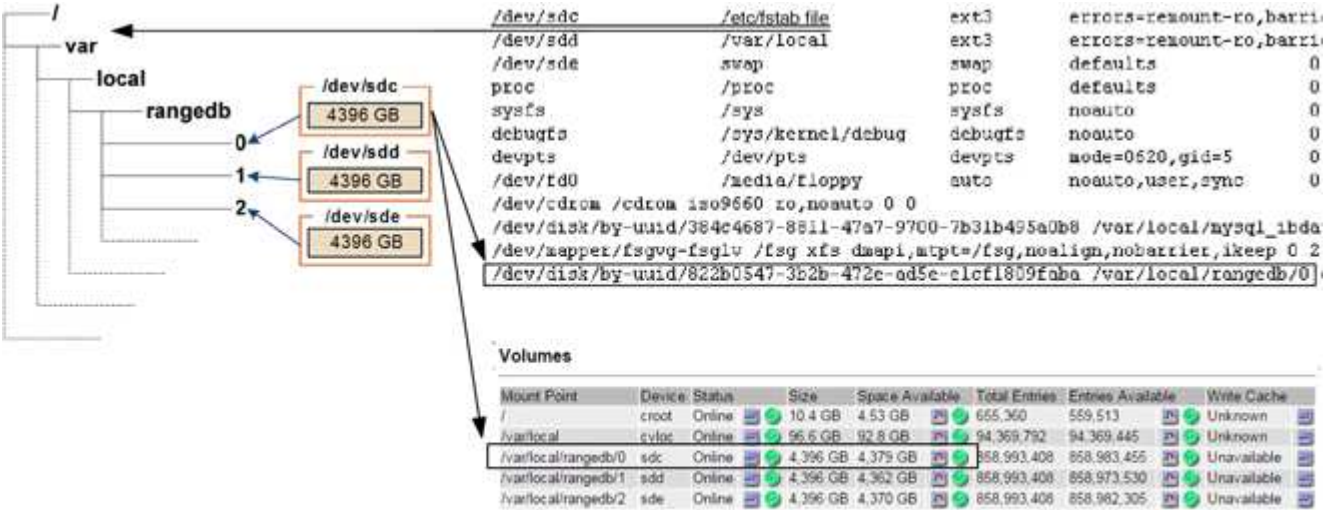 /
var
local
rangedb
0
1
2
/dev/sdc
4396 GB
/dev/sdd
4396 GB
/dev/sde
4396 GB
/dev/sdc /etc/fstab file ext3 errors=remount-ro,barri
/dev/sdd /var/local ext3 errors=remount-ro,barri
/dev/sde swap swap defaults 0
proc /proc proc defaults 0
sysfs /sys sysfs noauto 0
debugfs /sys/kernel/debug debugfs noauto 0
devpts /dev/pts devpts mode=0620,gid=5 0
/dev/fd0 /media/floppy auto noauto,user,sync 0
/dev/cdrom /cdrom iso9660 ro,noauto 0 0
/dev/disk/by-uuid/384c4687-8811-47a7-9700-7b31b495a0b8 /var/local/mysql_ibda
/dev/mapper/fsgvg-fsglv /fsg xfs dmapi,mtpt=/fsg,noalign,nobarrier,ikeep 0 2
/dev/disk/by-uuid/822b0547-3b2b-472e-ad5e-e1cf1809faba /var/local/rangedb/0
Volumes
Mount Point Device Status Size Space Available Total Entries Entries Available Write Cache
/ croot Online 10.4 GB 4.53 GB 655,360 559,513 Unknown
/var/local cvloc Online 96.6 GB 92.8 GB 94,369,792 94,369,445 Unknown
/var/local/rangedb/0 sdc Online 4,396 GB 4,379 GB 858,993,408 858,983,455 Unavailable
/var/local/rangedb/1 sdd Online 4,396 GB 4,362 GB 858,993,408 858,973,530 Unavailable
/var/local/rangedb/2 sde Online 4,396 GB 4,370 GB 858,993,408 858,982,305 Unavailable